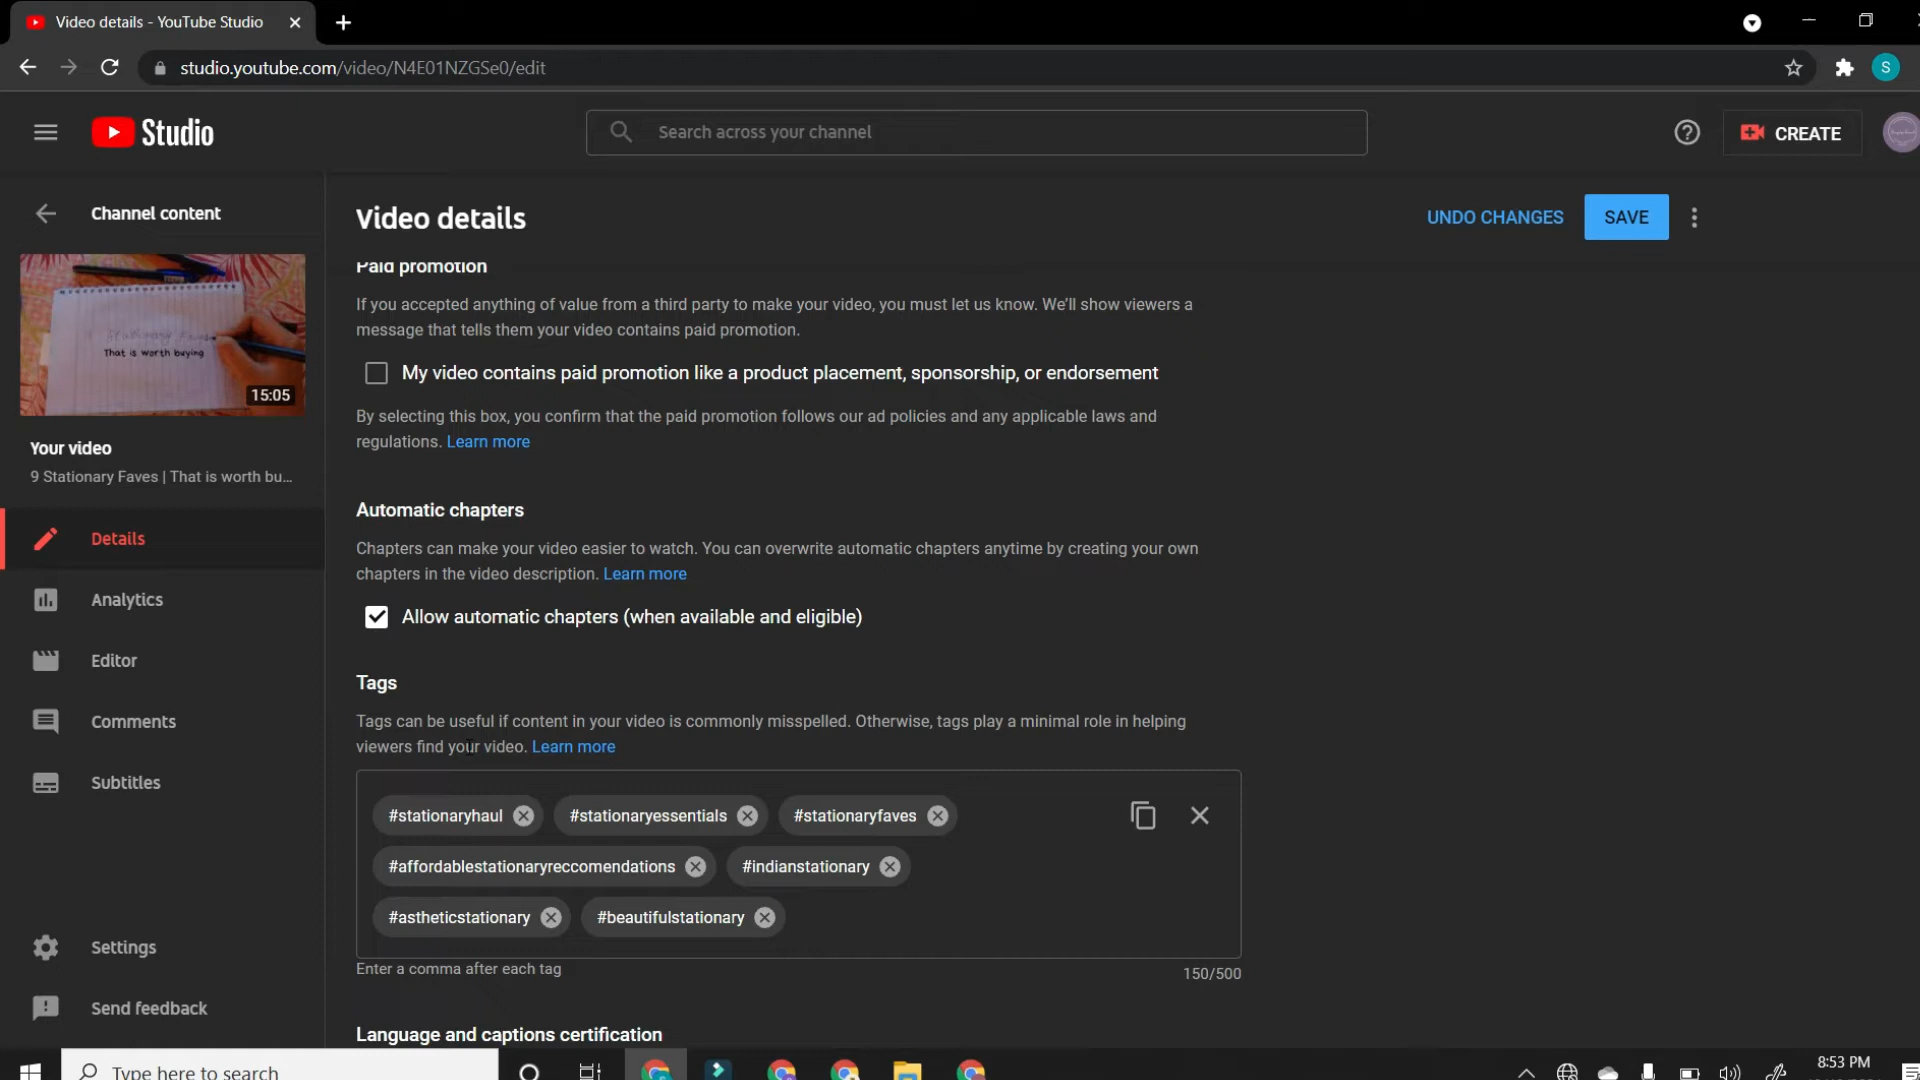 Video details - YouTube Studio
studio.youtube.com/video/N4E01NZGSe0/edit
S
Studio
Search across your channel
CREATE
Channel content
Video details
UNDO CHANGES
SAVE
That is worth buying
15:05
Your video
9 Stationary Faves | That is worth bu...
Details
Analytics
Editor
Comments
Subtitles
Settings
Send feedback
Paid promotion
If you accepted anything of value from a third party to make your video, you must let us know. We'll show viewers a
message that tells them your video contains paid promotion.
My video contains paid promotion like a product placement, sponsorship, or endorsement
By selecting this box, you confirm that the paid promotion follows our ad policies and any applicable laws and
regulations. Learn more
Automatic chapters
Chapters can make your video easier to watch. You can overwrite automatic chapters anytime by creating your own
chapters in the video description. Learn more
Allow automatic chapters (when available and eligible)
Tags
Tags can be useful if content in your video is commonly misspelled. Otherwise, tags play a minimal role in helping
viewers find your video. Learn more
#stationaryhaul #stationaryessentials #stationaryfaves
#affordablestationaryreccomendations #indianstationary
#astheticstationary #beautifulstationary
Enter a comma after each tag
150/500
Language and captions certification
Type here to search
8:53 PM